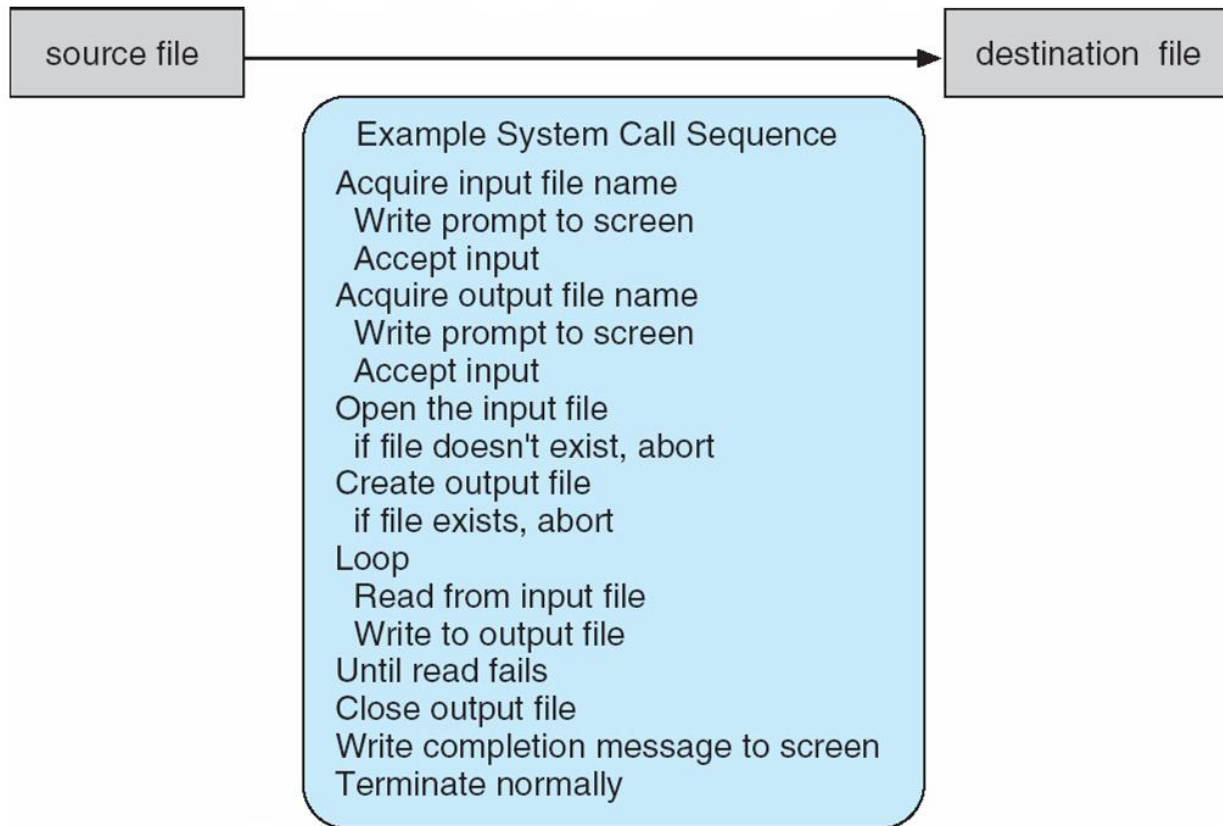 source file
destination file
Example System Call Sequence
Acquire input file name
Write prompt to screen
Accept input
Acquire output file name
Write prompt to screen
Accept input
Open the input file
if file doesn't exist, abort
Create output file
if file exists, abort
Loop
Read from input file
Write to output file
Until read fails
Close output file
Write completion message to screen
Terminate normally